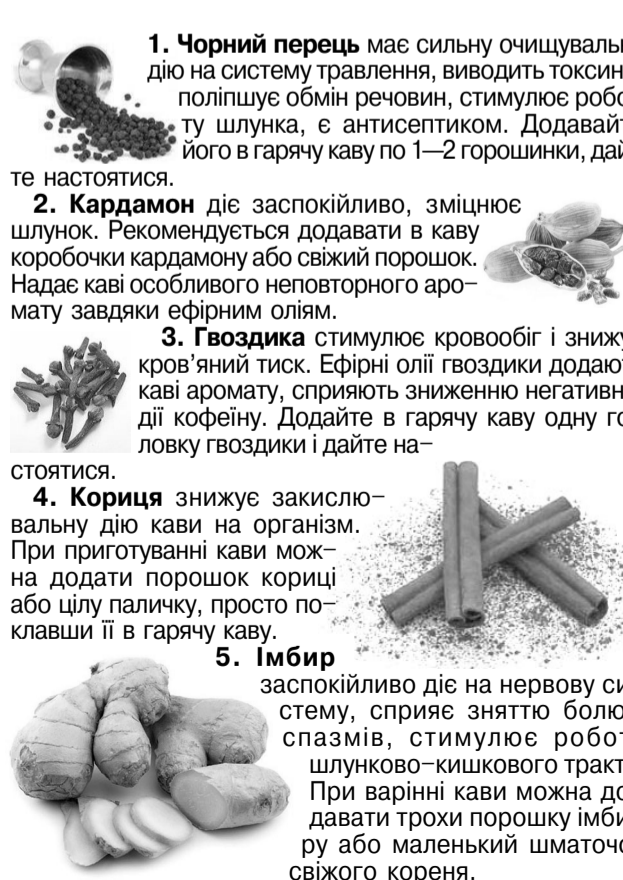 1. Чорний перець має сильну очищуваль
дію на систему травлення, виводить токсин
поліпшує обмін речовин, стимулює робо
ту шлунка, є антисептиком. Додавайт
його в гарячу каву по 1—2 горошинки, дай
те настоятися.
2. Кардамон діє заспокійливо, зміцнює
шлунок. Рекомендується додавати в каву
коробочки кардамону або свіжий порошок.
Надає каві особливого неповторного аро-
мату завдяки ефірним оліям.
3. Гвоздика стимулює кровообіг і знижу
кров’яний тиск. Ефірні олії гвоздики додают
каві аромату, сприяють зниженню негативн
дії кофеїну. Додайте в гарячу каву одну го
ловку гвоздики і дайте на-
стоятися.
4. Кориця знижує закислю-
вальну дію кави на організм.
При приготуванні кави мож-
на додати порошок кориці
або цілу паличку, просто по-
клавши її в гарячу каву.
5. Імбир
заспокійливо діє на нервову си
стему, сприяє зняттю болю
спазмів, стимулює робот
шлунково-кишкового тракт
При варінні кави можна до
давати трохи порошку імби
ру або маленький шматочо
свіжого кореня.